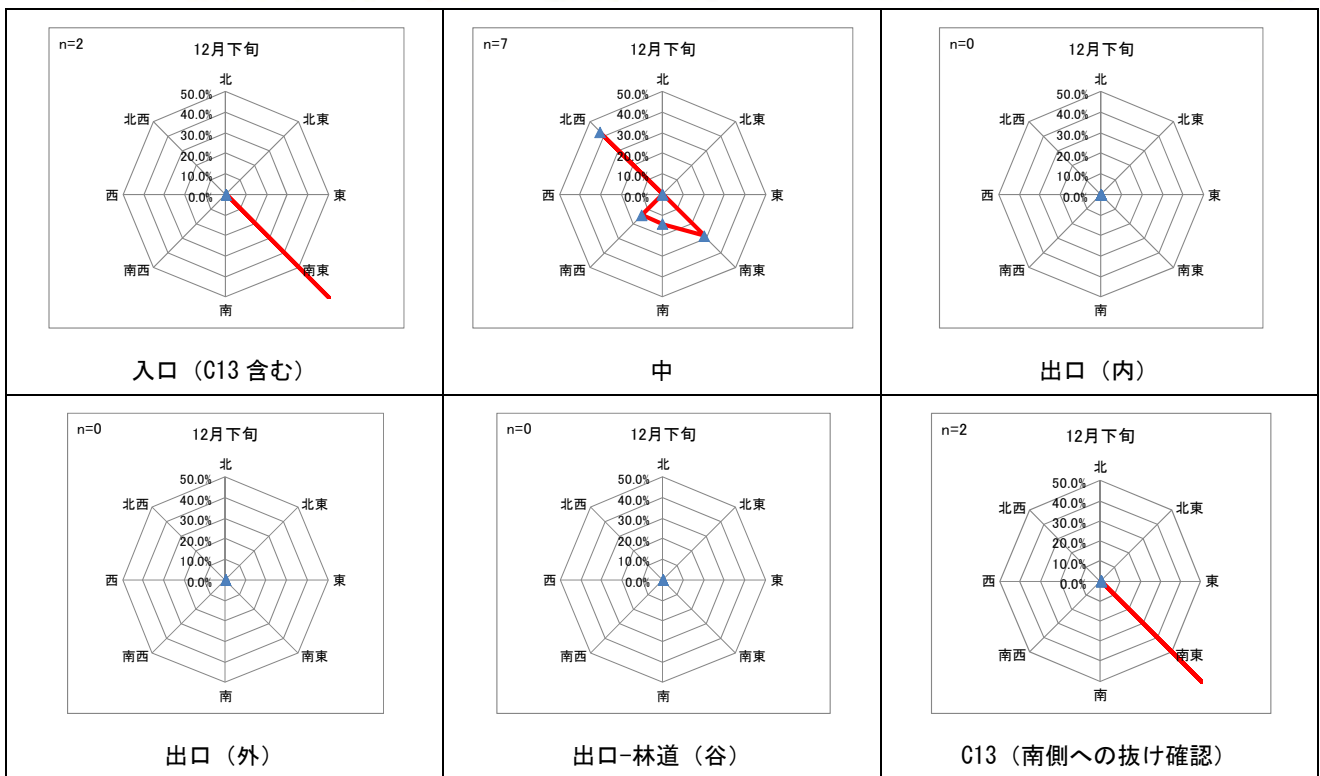 n=2
12月下旬
北
50.0%
北西
北東
40.0%
30.0%
20.0%
10.0%
西
0.0%
東
南西
南東
南
入口（C13 含む）
n=7
12月下旬
北
50.0%
北西
北東
40.0%
30.0%
20.0%
10.0%
西
0.0%
東
南西
南東
南
中
n=0
12月下旬
北
50.0%
北西
北東
40.0%
30.0%
20.0%
10.0%
西
0.0%
東
南西
南東
南
出口（内）
n=0
12月下旬
北
50.0%
北西
北東
40.0%
30.0%
20.0%
10.0%
西
0.0%
東
南西
南東
南
出口（外）
n=0
12月下旬
北
50.0%
北西
北東
40.0%
30.0%
20.0%
10.0%
西
0.0%
東
南西
南東
南
出口-林道（谷）
n=2
12月下旬
北
50.0%
北西
北東
40.0%
30.0%
20.0%
10.0%
西
0.0%
東
南西
南東
南
C13（南側への抜け確認）